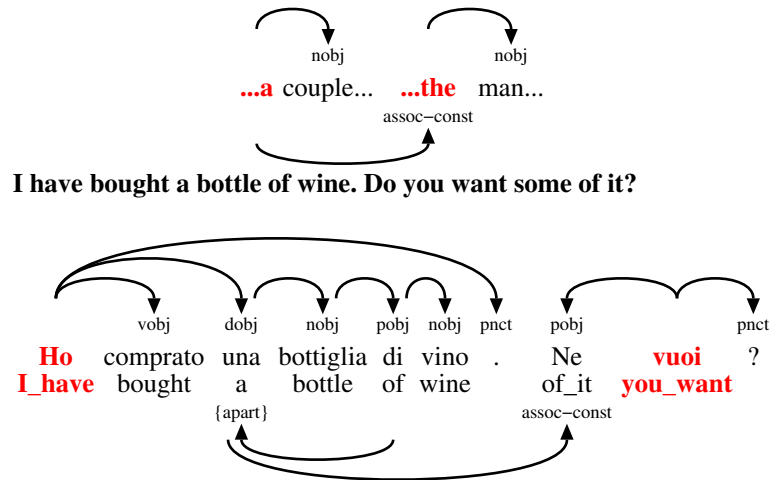 nobj nobj
...a couple... ...the man...
assoc−const
I have bought a bottle of wine. Do you want some of it?
vobj dobj nobj pobj nobj pnct pobj pnct
Ho comprato una bottiglia di vino . Ne vuoi ?
I_have bought a bottle of wine of_it you_want
{apart} assoc−const